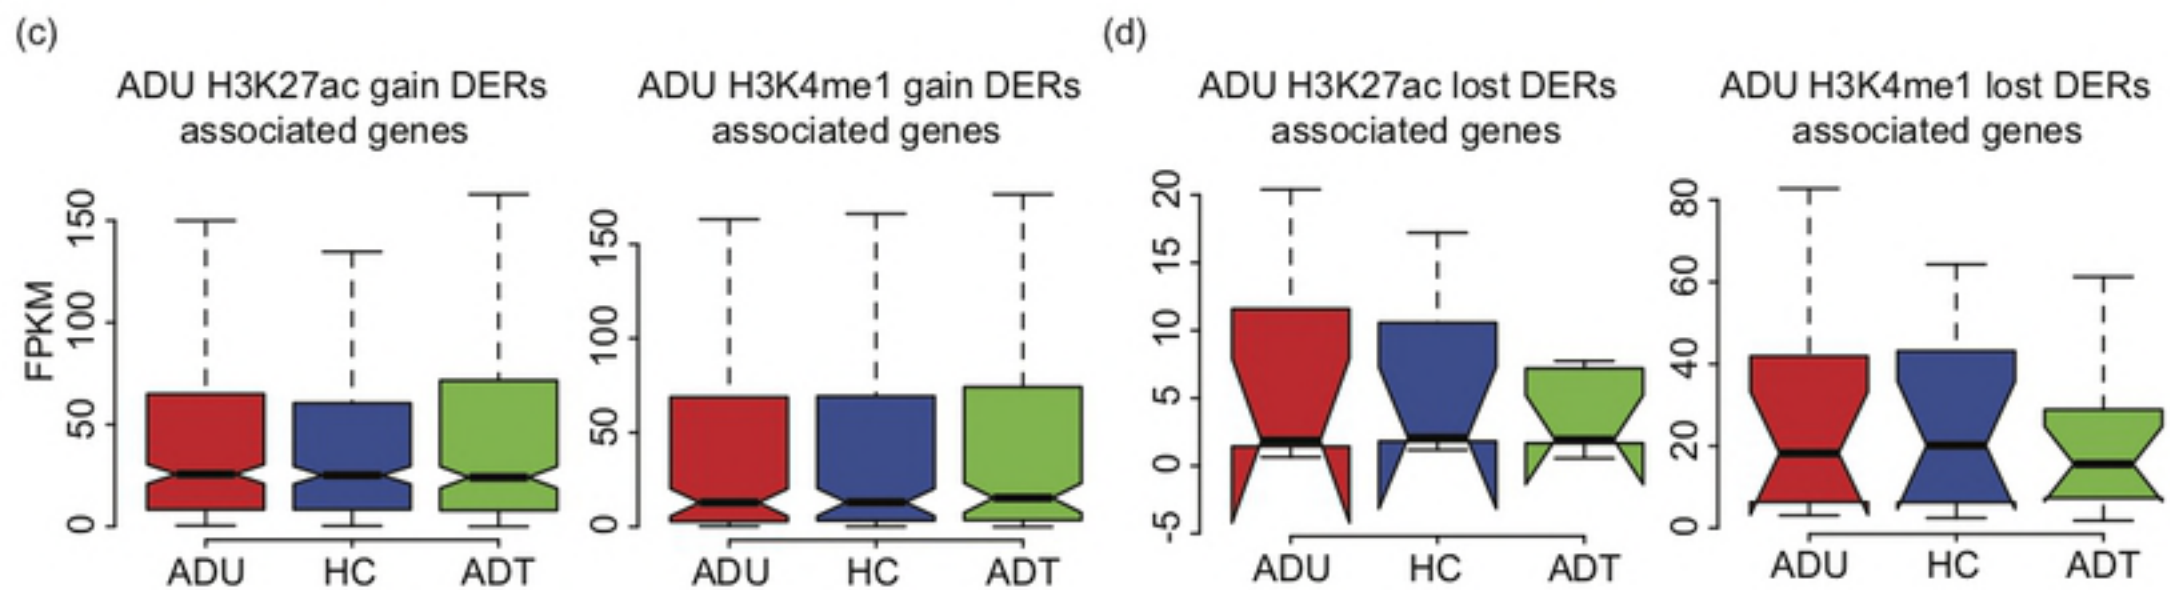 (c)
(d)
ADU H3K27ac gain DERs
associated genes
ADU H3K4me1 gain DERs
associated genes
ADU H3K27ac lost DERs
associated genes
ADU H3K4me1 lost DERs
associated genes
FPKM
150
100
50
0
ADU HC ADT
150
100
50
0
ADU HC ADT
20
15
10
5
0
-5
ADU HC ADT
80
60
40
20
0
ADU HC ADT